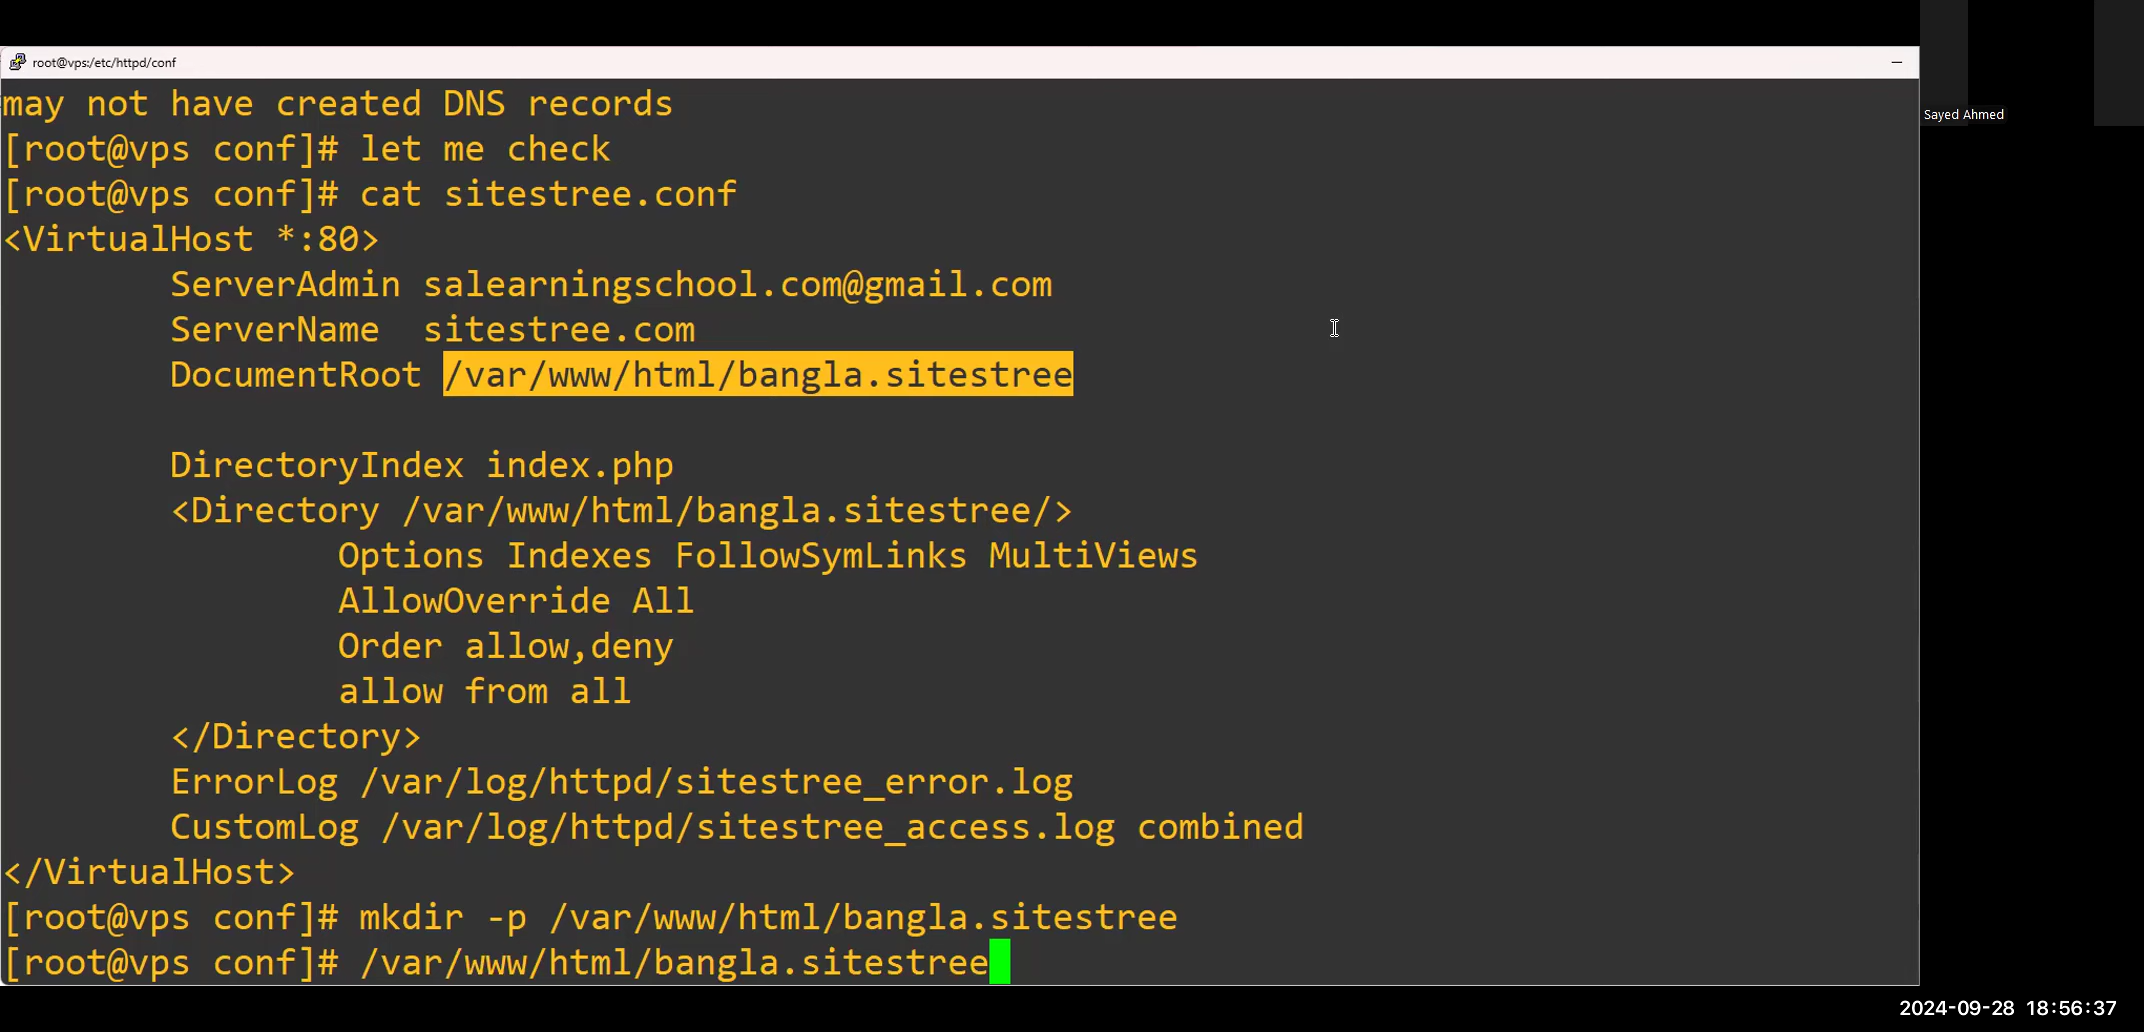 root@vps:/etc/httpd/conf
may not have created DNS records
[root@vps conf]# let me check
[root@vps conf]# cat sitestree.conf
<VirtualHost *:80>
ServerAdmin salearningschool.com@gmail.com
ServerName  sitestree.com
DocumentRoot /var/www/html/bangla.sitestree
DirectoryIndex index.php
<Directory /var/www/html/bangla.sitestree/>
Options Indexes FollowSymLinks MultiViews
AllowOverride All
Order allow,deny
allow from all
</Directory>
ErrorLog /var/log/httpd/sitestree_error.log
CustomLog /var/log/httpd/sitestree_access.log combined
</VirtualHost>
[root@vps conf]# mkdir -p /var/www/html/bangla.sitestree
[root@vps conf]# /var/www/html/bangla.sitestree
Sayed Ahmed
2024-09-28 18:56:37